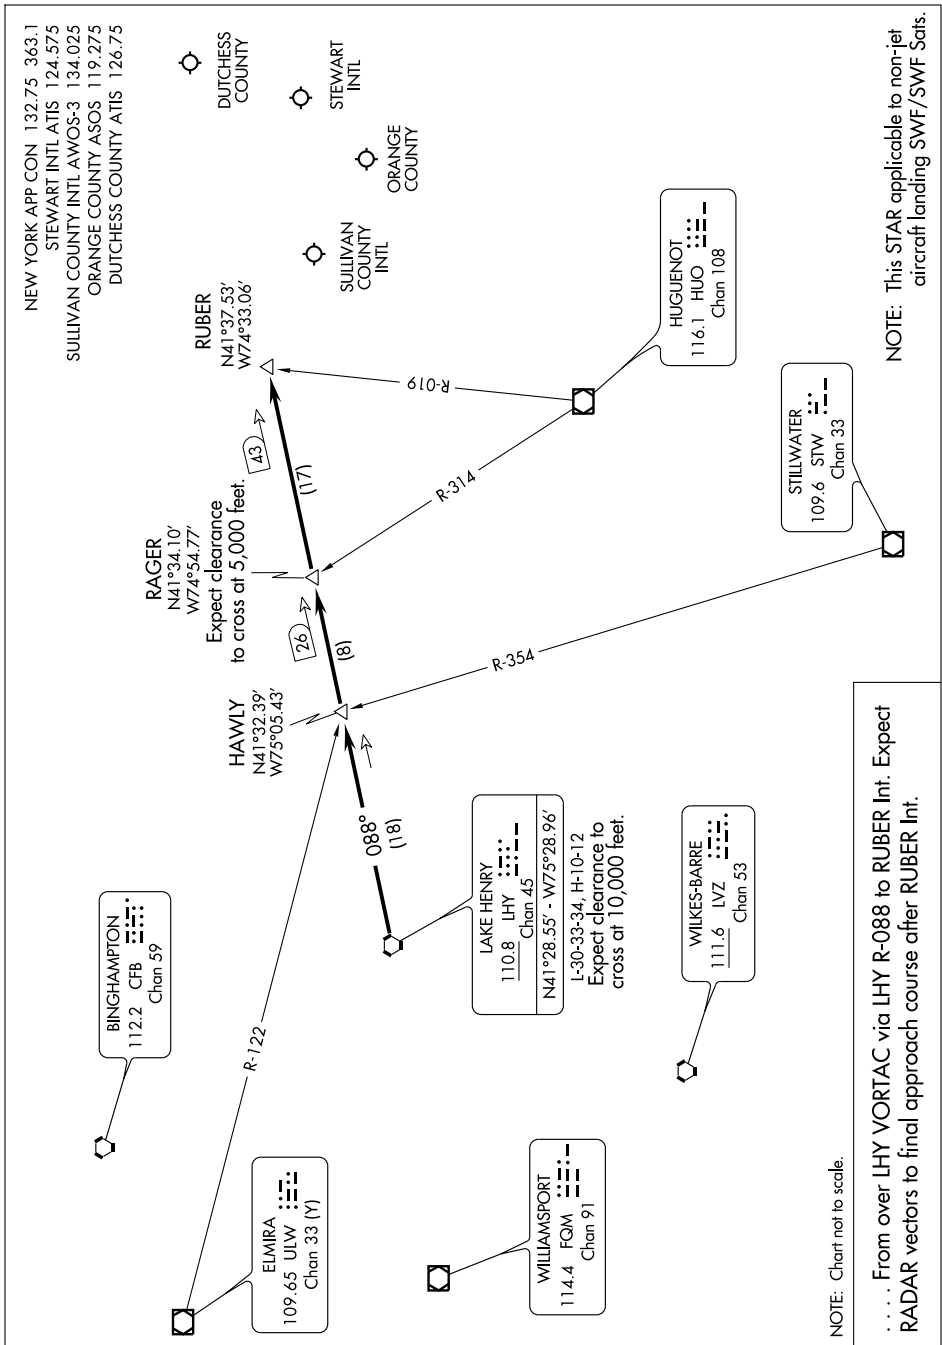 NEW YORK APP CON 132.75 363.1
STEWART INTL ATIS 124.575
SULLIVAN COUNTY INTL AWOS-3 134.025
ORANGE COUNTY ASOS 119.275
DUTCHESS COUNTY ATIS 126.75
DUTCHESS
COUNTY
STEWART
INTL
ORANGE
COUNTY
SULLIVAN
COUNTY
INTL
RUBER
N41°37.53′
W74°33.06′
RAGER
N41°34.10′
W74°54.77′
Expect clearance
to cross at 5,000 feet.
43
(17)
HAWLY
N41°32.39′
W75°05.43′
26
(8)
088°
(18)
R-019
R-314
R-354
R-122
HUGUENOT
116.1 HUO
Chan 108
STILLWATER
109.6 STW
Chan 33
BINGHAMPTON
112.2 CFB
Chan 59
LAKE HENRY
110.8 LHY
Chan 45
N41°28.55′ - W75°28.96′
L-30-33-34, H-10-12
Expect clearance to
cross at 10,000 feet.
WILKES-BARRE
111.6 LVZ
Chan 53
ELMIRA
109.65 ULW
Chan 33 (Y)
WILLIAMSPORT
114.4 FQM
Chan 91
NOTE: This STAR applicable to non-jet
aircraft landing SWF/SWF Sats.
NOTE: Chart not to scale.
. . . . From over LHY VORTAC via LHY R-088 to RUBER Int. Expect
RADAR vectors to final approach course after RUBER Int.